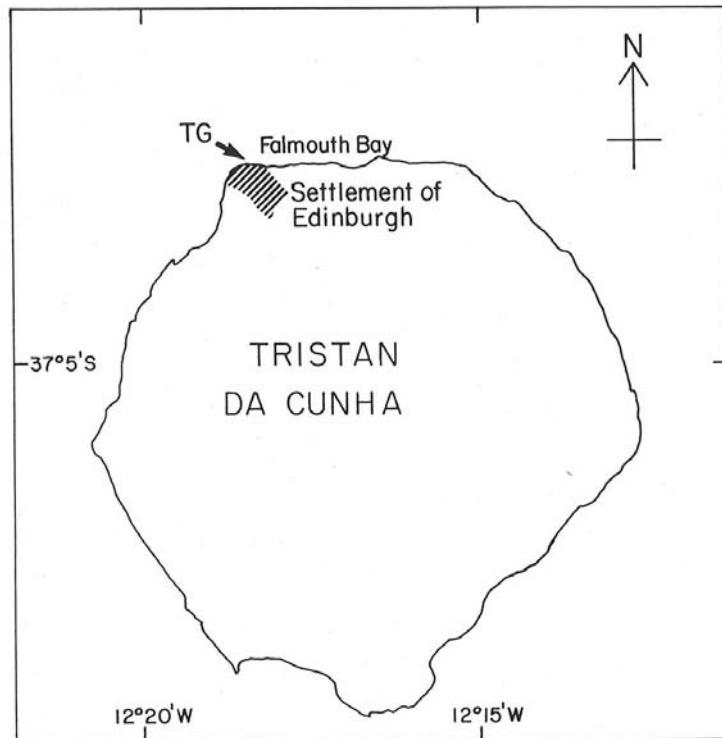 N
TG
Falmouth Bay
Settlement of
Edinburgh
37°5'S
TRISTAN
DA CUNHA
12°20'W
12°15'W